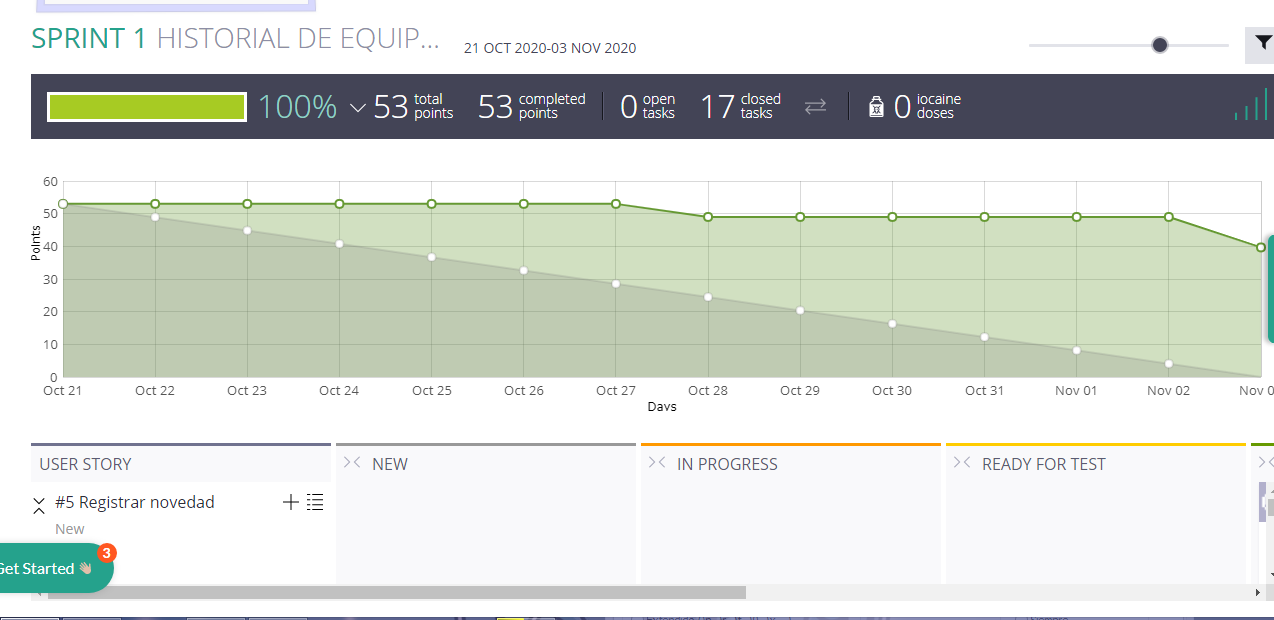 SPRINT 1 HISTORIAL DE EQUIP... 21 OCT 2020-03 NOV 2020
100% 53 total points 53 completed points 0 open tasks 17 closed tasks 0 iocaine doses
60
50
40
30
20
10
0
Points
Oct 21 Oct 22 Oct 23 Oct 24 Oct 25 Oct 26 Oct 27 Oct 28 Oct 29 Oct 30 Oct 31 Nov 01 Nov 02 Nov 0
Days
USER STORY NEW IN PROGRESS READY FOR TEST
#5 Registrar novedad
New
3
Get Started